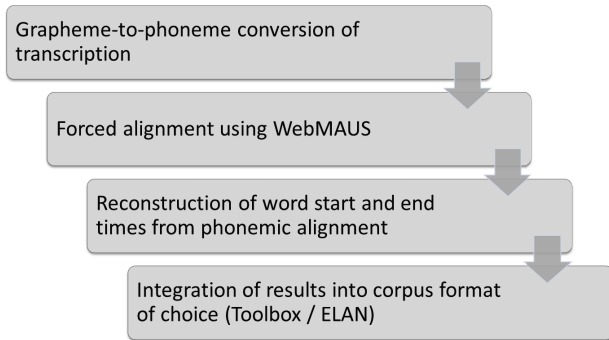 Grapheme-to-phoneme conversion of
transcription
Forced alignment using WebMAUS
Reconstruction of word start and end
times from phonemic alignment
Integration of results into corpus format
of choice (Toolbox / ELAN)